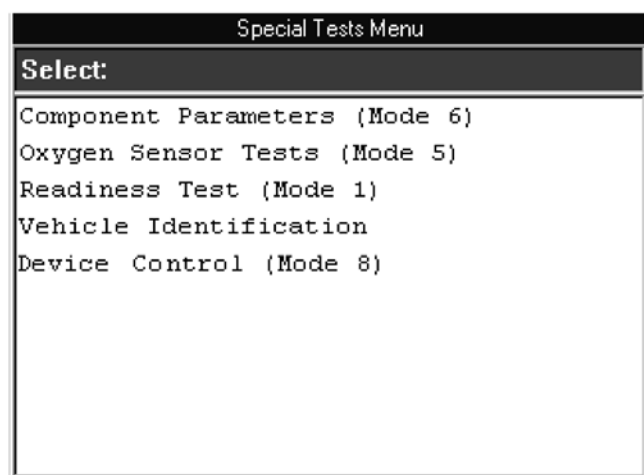 Special Tests Menu
Select:
Component Parameters (Mode 6)
Oxygen Sensor Tests (Mode 5)
Readiness Test (Mode 1)
Vehicle Identification
Device Control (Mode 8)